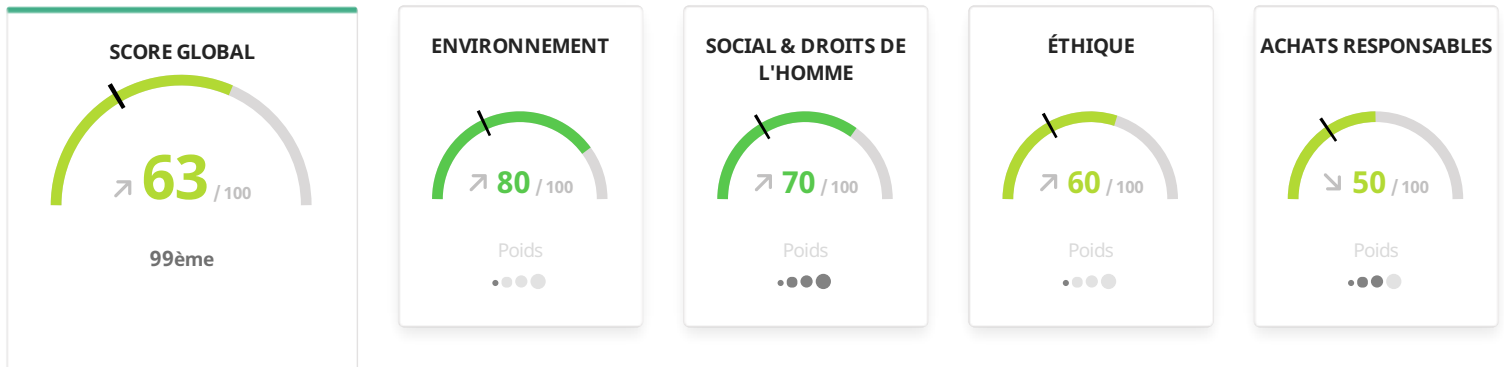 SCORE GLOBAL
63 / 100
99ème
ENVIRONNEMENT
80 / 100
Poids
SOCIAL & DROITS DE
L'HOMME
70 / 100
Poids
ÉTHIQUE
60 / 100
Poids
ACHATS RESPONSABLES
50 / 100
Poids